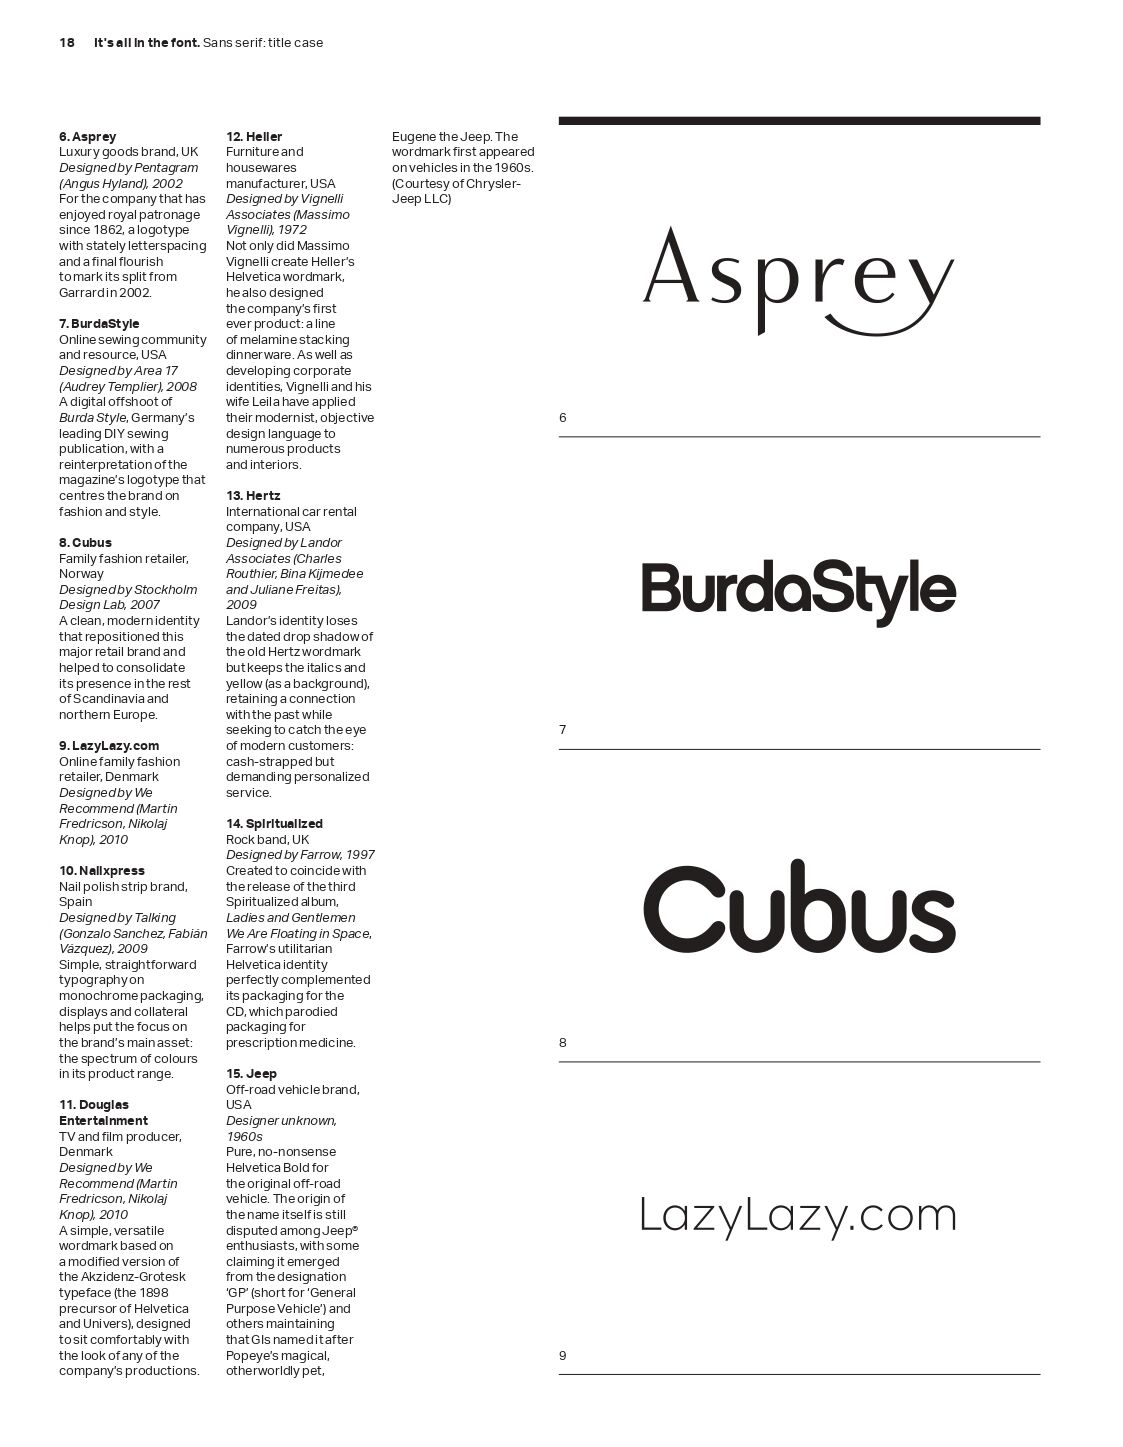 18 It's all in the font. Sans serif: title case
6. Asprey
Luxury goods brand, UK
Designed by Pentagram
(Angus Hyland), 2002
For the company that has
enjoyed royal patronage
since 1862, a logotype
with stately letterspacing
and a final flourish
to mark its split from
Garrard in 2002.
7. BurdaStyle
Online sewing community
and resource, USA
Designed by Area 17
(Audrey Templier), 2008
A digital offshoot of
Burda Style, Germany’s
leading DIY sewing
publication, with a
reinterpretation of the
magazine’s logotype that
centres the brand on
fashion and style.
8. Cubus
Family fashion retailer,
Norway
Designed by Stockholm
Design Lab, 2007
A clean, modern identity
that repositioned this
major retail brand and
helped to consolidate
its presence in the rest
of Scandinavia and
northern Europe.
9. LazyLazy.com
Online family fashion
retailer, Denmark
Designed by We
Recommend (Martin
Fredricson, Nikolaj
Knop), 2010
10. Nailxpress
Nail polish strip brand,
Spain
Designed by Talking
(Gonzalo Sanchez, Fabián
Vázquez), 2009
Simple, straightforward
typography on
monochrome packaging,
displays and collateral
helps put the focus on
the brand’s main asset:
the spectrum of colours
in its product range.
11. Douglas
Entertainment
TV and film producer,
Denmark
Designed by We
Recommend (Martin
Fredricson, Nikolaj
Knop), 2010
A simple, versatile
wordmark based on
a modified version of
the Akzidenz-Grotesk
typeface (the 1898
precursor of Helvetica
and Univers), designed
to sit comfortably with
the look of any of the
company’s productions.
12. Heller
Furniture and
housewares
manufacturer, USA
Designed by Vignelli
Associates (Massimo
Vignelli), 1972
Not only did Massimo
Vignelli create Heller’s
Helvetica wordmark,
he also designed
the company’s first
ever product: a line
of melamine stacking
dinnerware. As well as
developing corporate
identities, Vignelli and his
wife Leila have applied
their modernist, objective
design language to
numerous products
and interiors.
13. Hertz
International car rental
company, USA
Designed by Landor
Associates (Charles
Routhier, Bina Kijmedee
and Juliane Freitas),
2009
Landor’s identity loses
the dated drop shadow of
the old Hertz wordmark
but keeps the italics and
yellow (as a background),
retaining a connection
with the past while
seeking to catch the eye
of modern customers:
cash-strapped but
demanding personalized
service.
14. Spiritualized
Rock band, UK
Designed by Farrow, 1997
Created to coincide with
the release of the third
Spiritualized album,
Ladies and Gentlemen
We Are Floating in Space,
Farrow’s utilitarian
Helvetica identity
perfectly complemented
its packaging for the
CD, which parodied
packaging for
prescription medicine.
15. Jeep
Off-road vehicle brand,
USA
Designer unknown,
1960s
Pure, no-nonsense
Helvetica Bold for
the original off-road
vehicle. The origin of
the name itself is still
disputed among Jeep®
enthusiasts, with some
claiming it emerged
from the designation
‘GP’ (short for ‘General
Purpose Vehicle’) and
others maintaining
that GIs named it after
Popeye’s magical,
otherworldly pet,
Eugene the Jeep. The
wordmark first appeared
on vehicles in the 1960s.
(Courtesy of Chrysler-
Jeep LLC)
Asprey
6
BurdaStyle
7
Cubus
8
LazyLazy.com
9